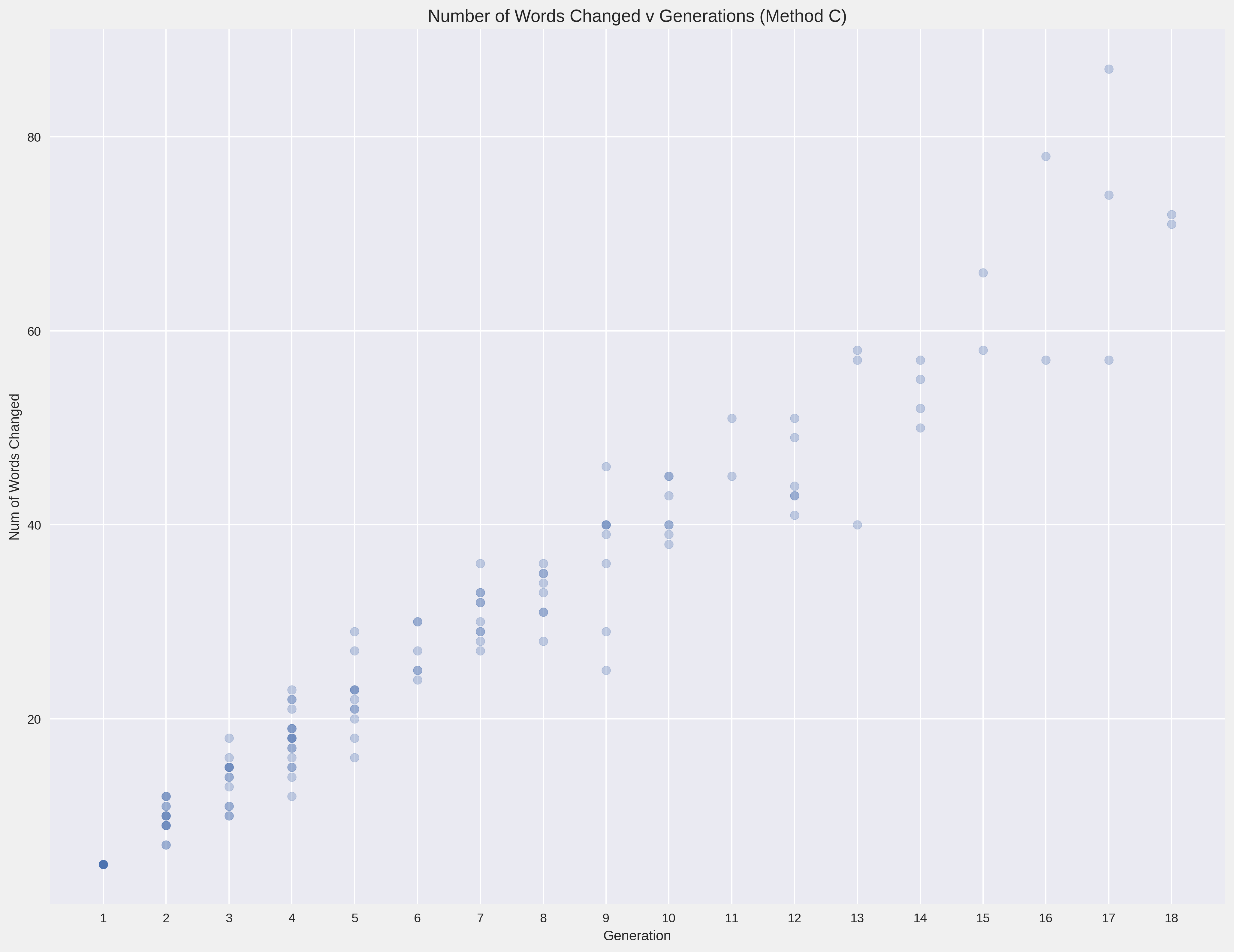 Number of Words Changed v Generations (Method C)
80
60
40
20
Num of Words Changed
1 2 3 4 5 6 7 8 9 10 11 12 13 14 15 16 17 18
Generation